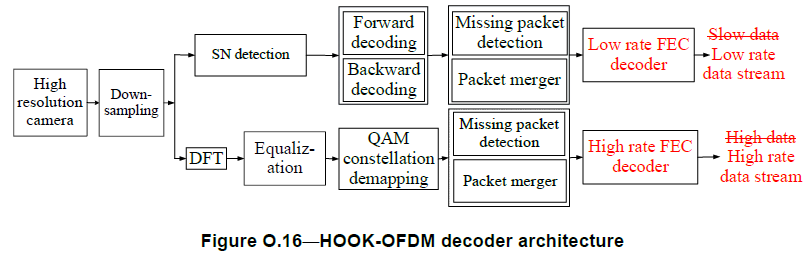 High
resolution
camera
Down-
sampling
SN detection
Forward
decoding
Backward
decoding
Missing packet
detection
Packet merger
Low rate FEC
decoder
Slow data
Low rate
data stream
DFT
Equaliz-
ation
QAM
constellation
demapping
Missing packet
detection
Packet merger
High rate FEC
decoder
High data
High rate
data stream
Figure O.16—HOOK-OFDM decoder architecture